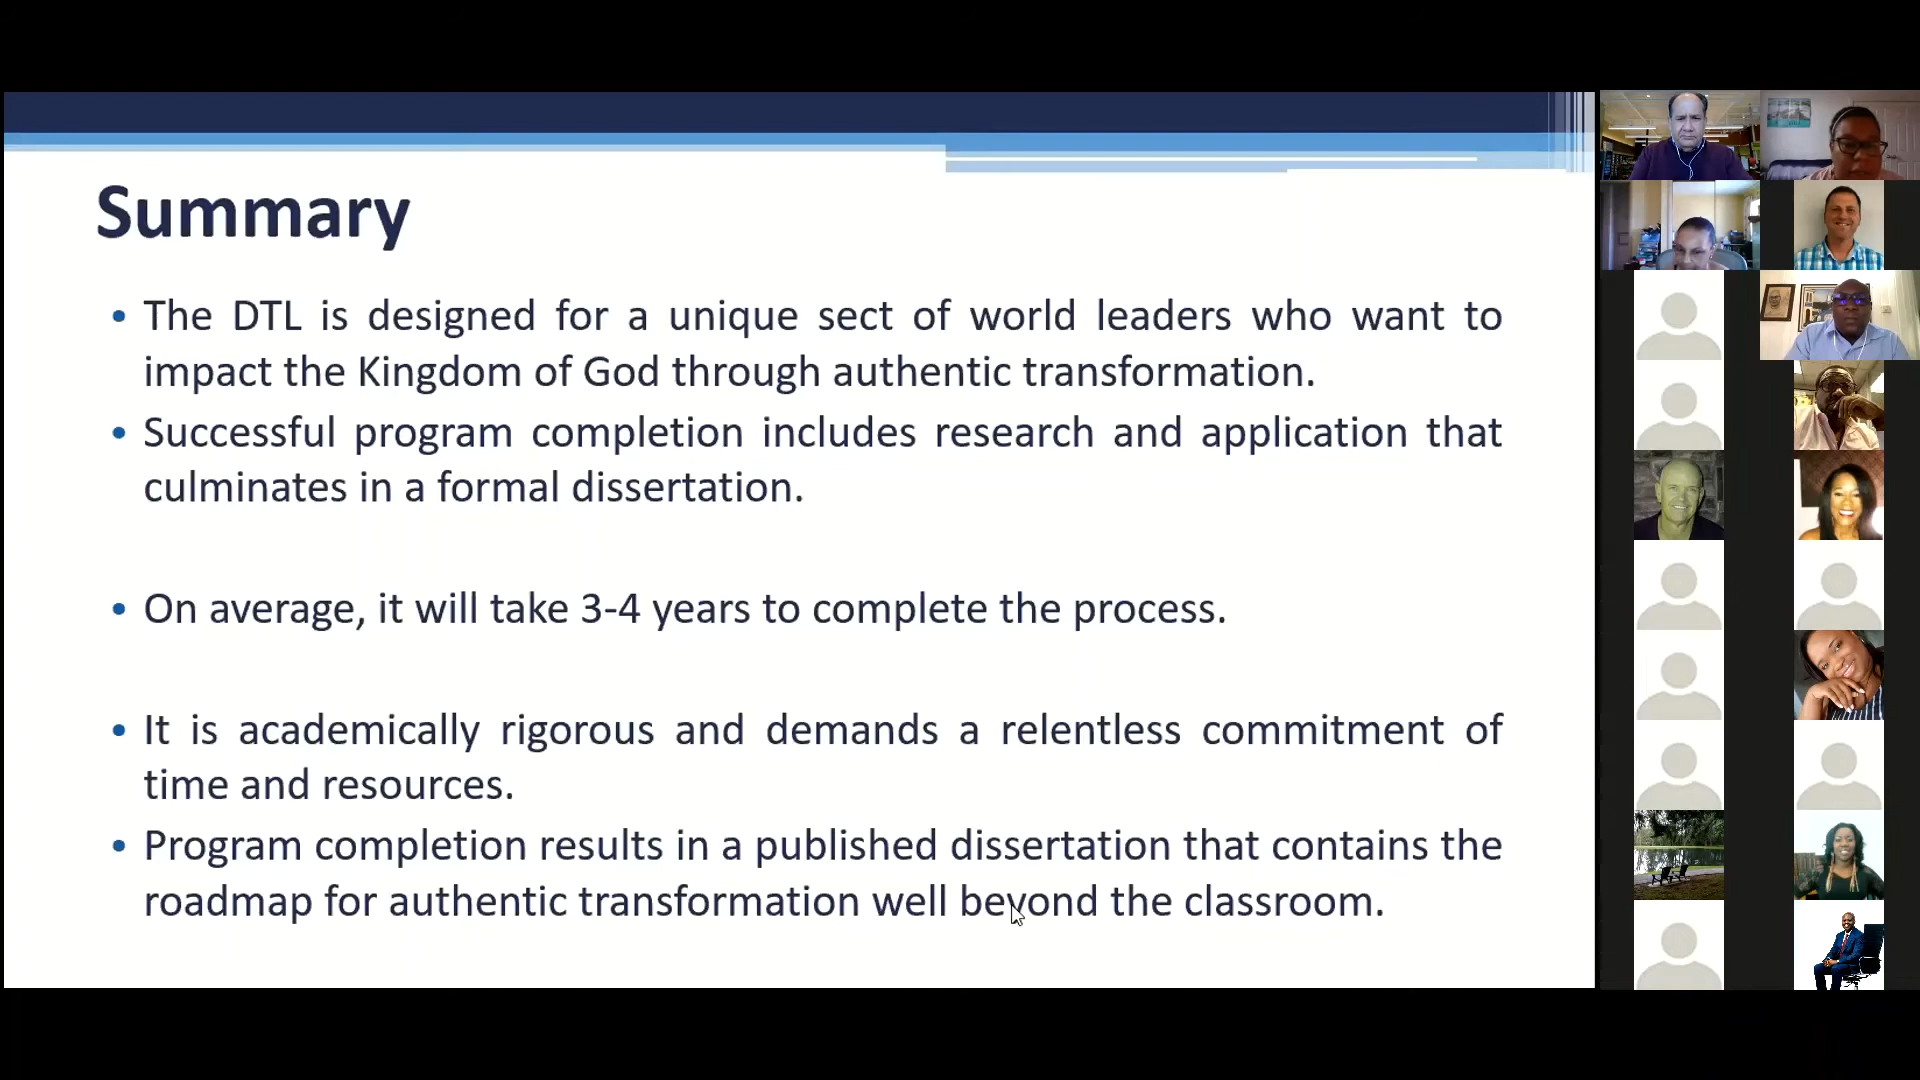 Summary
• The DTL is designed for a unique sect of world leaders who want to
impact the Kingdom of God through authentic transformation.
• Successful program completion includes research and application that
culminates in a formal dissertation.
• On average, it will take 3-4 years to complete the process.
• It is academically rigorous and demands a relentless commitment of
time and resources.
• Program completion results in a published dissertation that contains the
roadmap for authentic transformation well beyond the classroom.